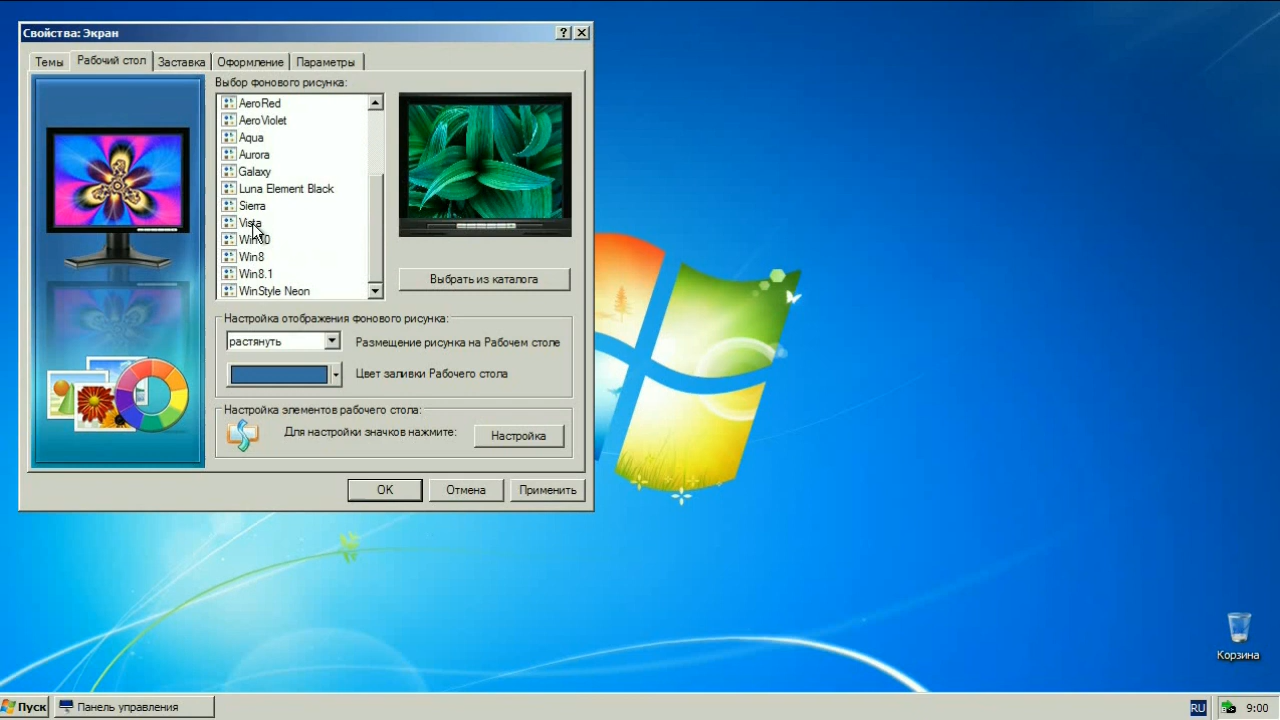 Свойства: Экран
Темы
Рабочий стол
Заставка
Оформление
Параметры
Выбор фонового рисунка:
AeroRed
AeroViolet
Aqua
Aurora
Galaxy
Luna Element Black
Sierra
Vista
Win10
Win8
Win8.1
WinStyle Neon
Выбрать из каталога
Настройка отображения фонового рисунка:
растянуть
Размещение рисунка на Рабочем столе
Цвет заливки Рабочего стола
Настройка элементов рабочего стола:
Для настройки значков нажмите:
Настройка
OK
Отмена
Применить
Корзина
Пуск
Панель управления
RU
9:00